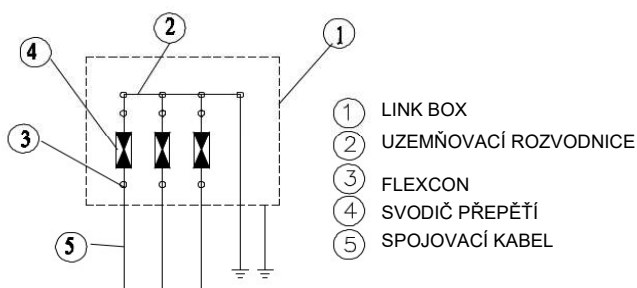 2
1
4
3
5
1 LINK BOX
2 UZEMŇOVACÍ ROZVODNICE
3 FLEXCON
4 SVODIČ PŘEPĚTÍ
5 SPOJOVACÍ KABEL